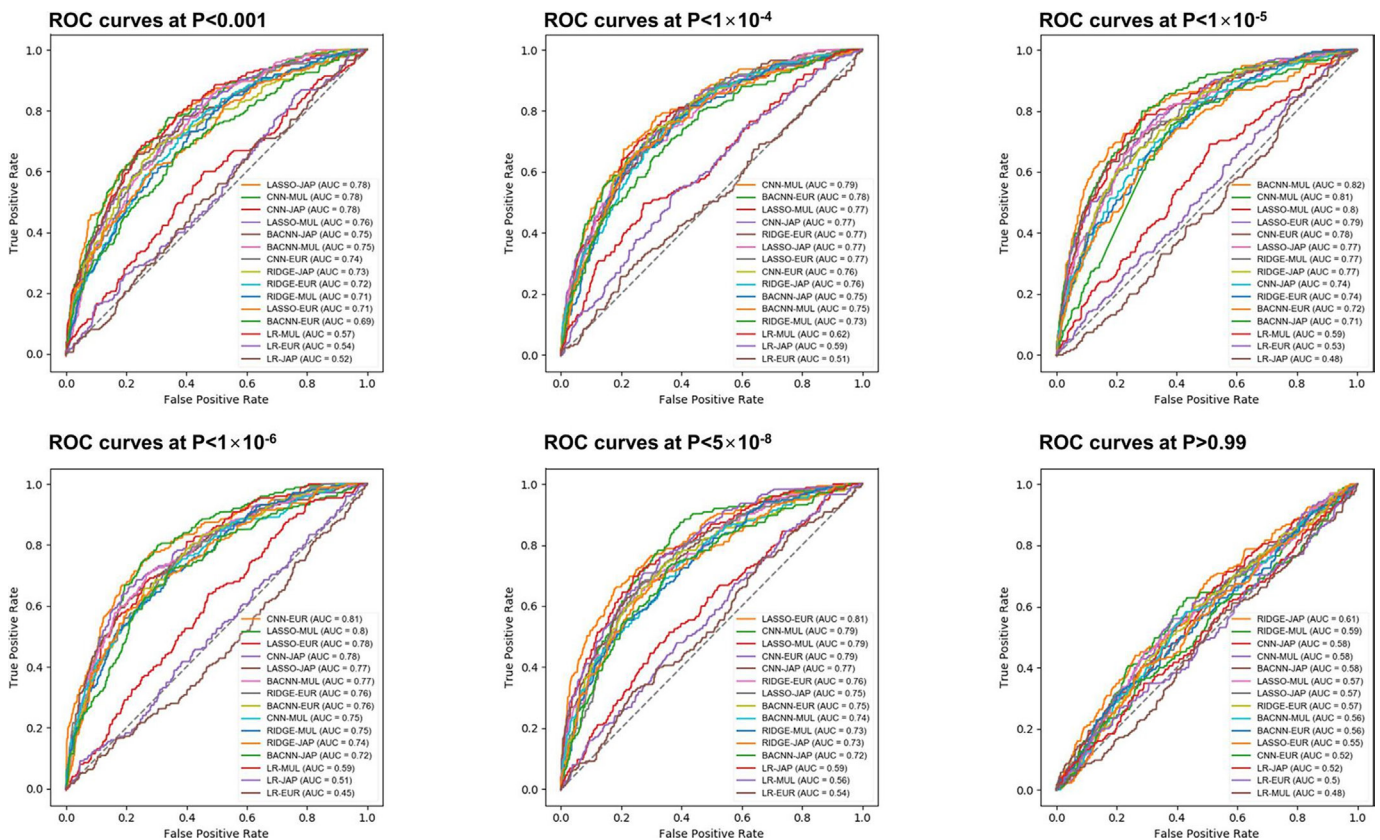 ROC curves at P<0.001
1.0
0.8
0.6
0.4
0.2
0.0
True Positive Rate
LASSO-JAP (AUC = 0.78)
CNN-MUL (AUC = 0.78)
CNN-JAP (AUC = 0.78)
LASSO-MUL (AUC = 0.76)
BACNN-JAP (AUC = 0.75)
BACNN-MUL (AUC = 0.75)
CNN-EUR (AUC = 0.74)
RIDGE-JAP (AUC = 0.73)
RIDGE-EUR (AUC = 0.72)
RIDGE-MUL (AUC = 0.71)
LASSO-EUR (AUC = 0.71)
BACNN-EUR (AUC = 0.69)
LR-MUL (AUC = 0.57)
LR-EUR (AUC = 0.54)
LR-JAP (AUC = 0.52)
0.0 0.2 0.4 0.6 0.8 1.0
False Positive Rate
ROC curves at P<1×10-4
1.0
0.8
0.6
0.4
0.2
0.0
True Positive Rate
CNN-MUL (AUC = 0.79)
BACNN-EUR (AUC = 0.78)
LASSO-MUL (AUC = 0.77)
CNN-JAP (AUC = 0.77)
RIDGE-EUR (AUC = 0.77)
LASSO-JAP (AUC = 0.77)
LASSO-EUR (AUC = 0.77)
CNN-EUR (AUC = 0.76)
RIDGE-JAP (AUC = 0.76)
BACNN-JAP (AUC = 0.75)
BACNN-MUL (AUC = 0.75)
RIDGE-MUL (AUC = 0.73)
LR-MUL (AUC = 0.62)
LR-JAP (AUC = 0.59)
LR-EUR (AUC = 0.51)
0.0 0.2 0.4 0.6 0.8 1.0
False Positive Rate
ROC curves at P<1×10-5
1.0
0.8
0.6
0.4
0.2
0.0
True Positive Rate
BACNN-MUL (AUC = 0.82)
CNN-MUL (AUC = 0.81)
LASSO-MUL (AUC = 0.8)
LASSO-EUR (AUC = 0.79)
CNN-EUR (AUC = 0.78)
LASSO-JAP (AUC = 0.77)
RIDGE-MUL (AUC = 0.77)
RIDGE-JAP (AUC = 0.77)
CNN-JAP (AUC = 0.74)
RIDGE-EUR (AUC = 0.74)
BACNN-EUR (AUC = 0.72)
BACNN-JAP (AUC = 0.71)
LR-MUL (AUC = 0.59)
LR-EUR (AUC = 0.53)
LR-JAP (AUC = 0.48)
0.0 0.2 0.4 0.6 0.8 1.0
False Positive Rate
ROC curves at P<1×10-6
1.0
0.8
0.6
0.4
0.2
0.0
True Positive Rate
CNN-EUR (AUC = 0.81)
LASSO-MUL (AUC = 0.8)
LASSO-EUR (AUC = 0.78)
CNN-JAP (AUC = 0.78)
LASSO-JAP (AUC = 0.77)
BACNN-MUL (AUC = 0.77)
RIDGE-EUR (AUC = 0.76)
BACNN-EUR (AUC = 0.76)
CNN-MUL (AUC = 0.75)
RIDGE-MUL (AUC = 0.75)
RIDGE-JAP (AUC = 0.74)
BACNN-JAP (AUC = 0.72)
LR-MUL (AUC = 0.59)
LR-JAP (AUC = 0.51)
LR-EUR (AUC = 0.45)
0.0 0.2 0.4 0.6 0.8 1.0
False Positive Rate
ROC curves at P<5×10-8
1.0
0.8
0.6
0.4
0.2
0.0
True Positive Rate
LASSO-EUR (AUC = 0.81)
CNN-MUL (AUC = 0.79)
LASSO-MUL (AUC = 0.79)
CNN-EUR (AUC = 0.79)
CNN-JAP (AUC = 0.77)
RIDGE-EUR (AUC = 0.76)
LASSO-JAP (AUC = 0.75)
BACNN-EUR (AUC = 0.75)
BACNN-MUL (AUC = 0.74)
RIDGE-MUL (AUC = 0.73)
RIDGE-JAP (AUC = 0.73)
BACNN-JAP (AUC = 0.72)
LR-JAP (AUC = 0.59)
LR-MUL (AUC = 0.56)
LR-EUR (AUC = 0.54)
0.0 0.2 0.4 0.6 0.8 1.0
False Positive Rate
ROC curves at P>0.99
1.0
0.8
0.6
0.4
0.2
0.0
True Positive Rate
RIDGE-JAP (AUC = 0.61)
RIDGE-MUL (AUC = 0.59)
CNN-JAP (AUC = 0.58)
CNN-MUL (AUC = 0.58)
BACNN-JAP (AUC = 0.58)
LASSO-MUL (AUC = 0.57)
LASSO-JAP (AUC = 0.57)
RIDGE-EUR (AUC = 0.57)
BACNN-MUL (AUC = 0.56)
BACNN-EUR (AUC = 0.56)
LASSO-EUR (AUC = 0.55)
CNN-EUR (AUC = 0.52)
LR-JAP (AUC = 0.52)
LR-EUR (AUC = 0.5)
LR-MUL (AUC = 0.48)
0.0 0.2 0.4 0.6 0.8 1.0
False Positive Rate